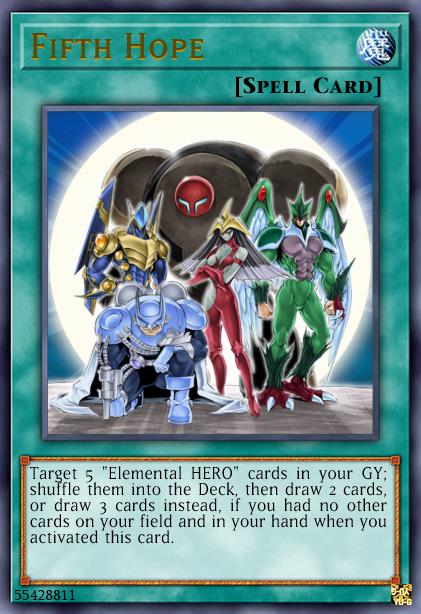 Fifth Hope
魔
[Spell Card]
Target 5 "Elemental HERO" cards in your GY;
shuffle them into the Deck, then draw 2 cards,
or draw 3 cards instead, if you had no other
cards on your field and in your hand when you
activated this card.
55428811